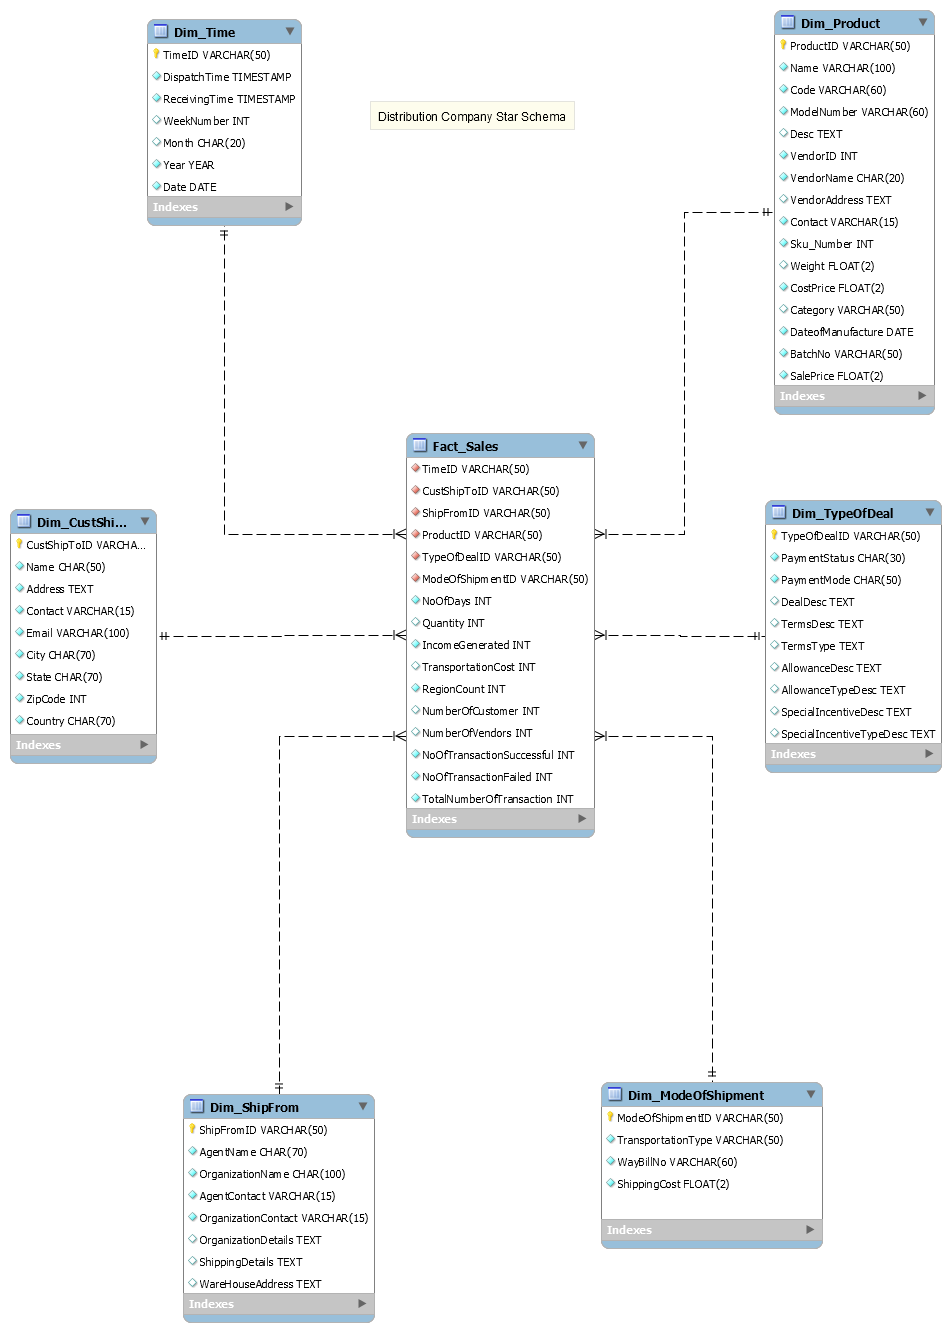 Dim_Time
TimeID VARCHAR(50)
DispatchTime TIMESTAMP
ReceivingTime TIMESTAMP
WeekNumber INT
Month CHAR(20)
Year YEAR
Date DATE
Indexes
Distribution Company Star Schema
Dim_Product
ProductID VARCHAR(50)
Name VARCHAR(100)
Code VARCHAR(60)
ModelNumber VARCHAR(60)
Desc TEXT
VendorID INT
VendorName CHAR(20)
VendorAddress TEXT
Contact VARCHAR(15)
Sku_Number INT
Weight FLOAT(2)
CostPrice FLOAT(2)
Category VARCHAR(50)
DateofManufacture DATE
BatchNo VARCHAR(50)
SalePrice FLOAT(2)
Indexes
Fact_Sales
TimeID VARCHAR(50)
CustShipToID VARCHAR(50)
ShipFromID VARCHAR(50)
ProductID VARCHAR(50)
TypeOfDealID VARCHAR(50)
ModeOfShipmentID VARCHAR(50)
NoOfDays INT
Quantity INT
IncomeGenerated INT
TransportationCost INT
RegionCount INT
NumberOfCustomer INT
NumberOfVendors INT
NoOfTransactionSuccessful INT
NoOfTransactionFailed INT
TotalNumberOfTransaction INT
Indexes
Dim_CustShi...
CustShipToID VARCHA...
Name CHAR(50)
Address TEXT
Contact VARCHAR(15)
Email VARCHAR(100)
City CHAR(70)
State CHAR(70)
ZipCode INT
Country CHAR(70)
Indexes
Dim_TypeOfDeal
TypeOfDealID VARCHAR(50)
PaymentStatus CHAR(30)
PaymentMode CHAR(50)
DealDesc TEXT
TermsDesc TEXT
TermsType TEXT
AllowanceDesc TEXT
AllowanceTypeDesc TEXT
SpecialIncentiveDesc TEXT
SpecialIncentiveTypeDesc TEXT
Indexes
Dim_ShipFrom
ShipFromID VARCHAR(50)
AgentName CHAR(70)
OrganizationName CHAR(100)
AgentContact VARCHAR(15)
OrganizationContact VARCHAR(15)
OrganizationDetails TEXT
ShippingDetails TEXT
WareHouseAddress TEXT
Indexes
Dim_ModeOfShipment
ModeOfShipmentID VARCHAR(50)
TransportationType VARCHAR(50)
WayBillNo VARCHAR(60)
ShippingCost FLOAT(2)
Indexes